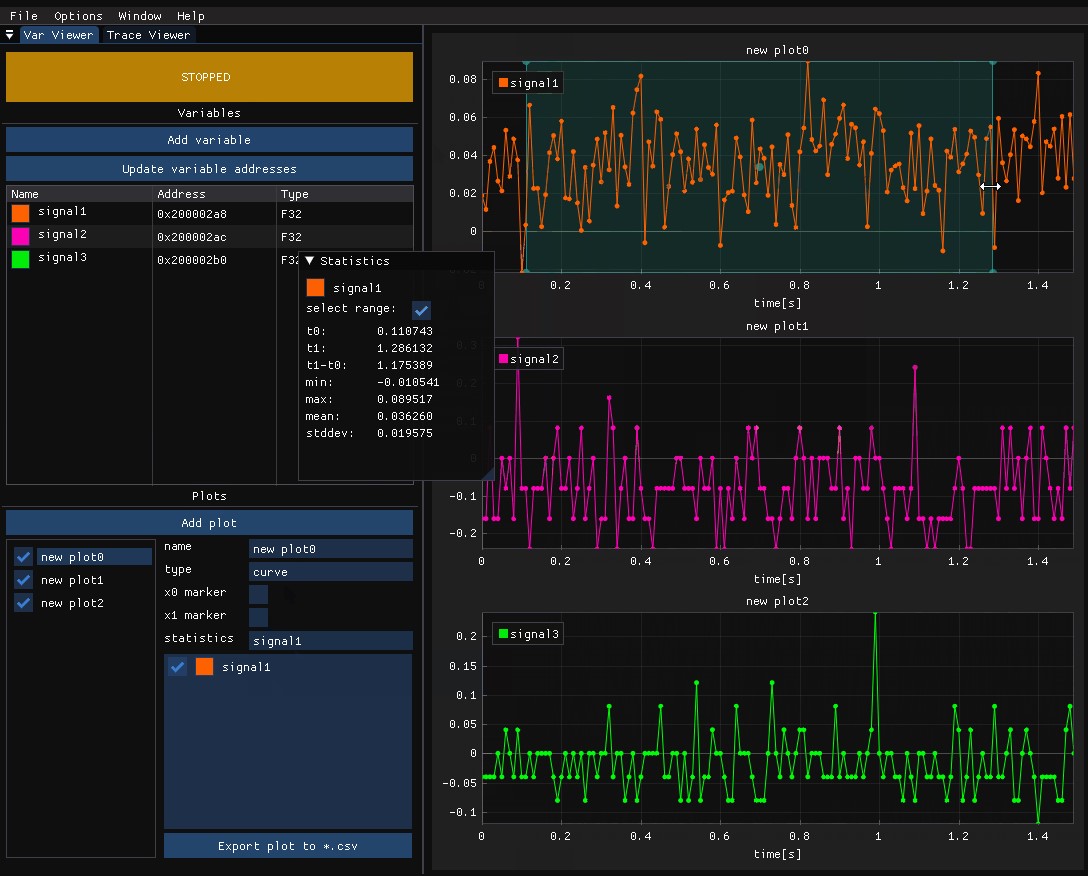 File Options Window Help
Var Viewer Trace Viewer
STOPPED
Variables
Add variable
Update variable addresses
Name Address Type
signal1 0x200002a8 F32
signal2 0x200002ac F32
signal3 0x200002b0 F32
Statistics
signal1
select range:
t0: 0.110743
t1: 1.286132
t1-t0: 1.175389
min: -0.010541
max: 0.089517
mean: 0.036260
stddev: 0.019575
Plots
Add plot
new plot0
new plot1
new plot2
name new plot0
type curve
x0 marker
x1 marker
statistics signal1
signal1
Export plot to *.csv
new plot0
signal1
0.08
0.06
0.04
0.02
0
0 0.2 0.4 0.6 0.8 1 1.2 1.4
time[s]
new plot1
signal2
0.3
0.2
0.1
0
-0.1
-0.2
0 0.2 0.4 0.6 0.8 1 1.2 1.4
time[s]
new plot2
signal3
0.2
0.15
0.1
0.05
0
-0.05
-0.1
0 0.2 0.4 0.6 0.8 1 1.2 1.4
time[s]